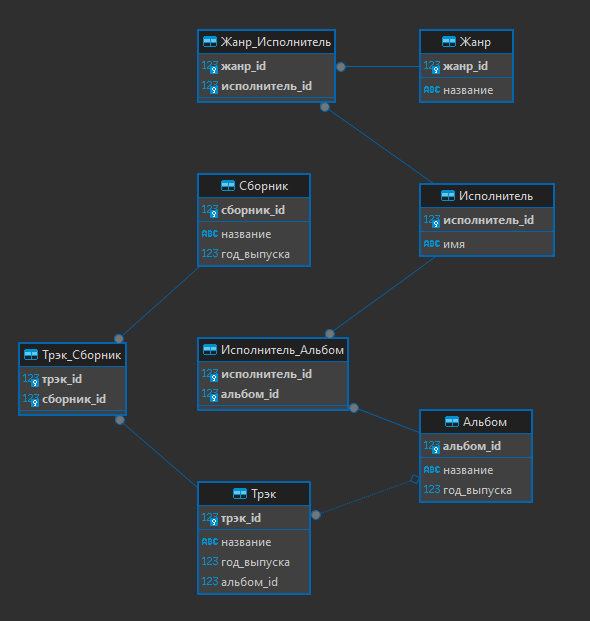 Жанр_Исполнитель
123 жанр_id
123 исполнитель_id
Жанр
123 жанр_id
ABC название
Сборник
123 сборник_id
ABC название
123 год_выпуска
Исполнитель
123 исполнитель_id
ABC имя
Трэк_Сборник
123 трэк_id
123 сборник_id
Исполнитель_Альбом
123 исполнитель_id
123 альбом_id
Альбом
123 альбом_id
ABC название
123 год_выпуска
Трэк
123 трэк_id
ABC название
123 год_выпуска
123 альбом_id